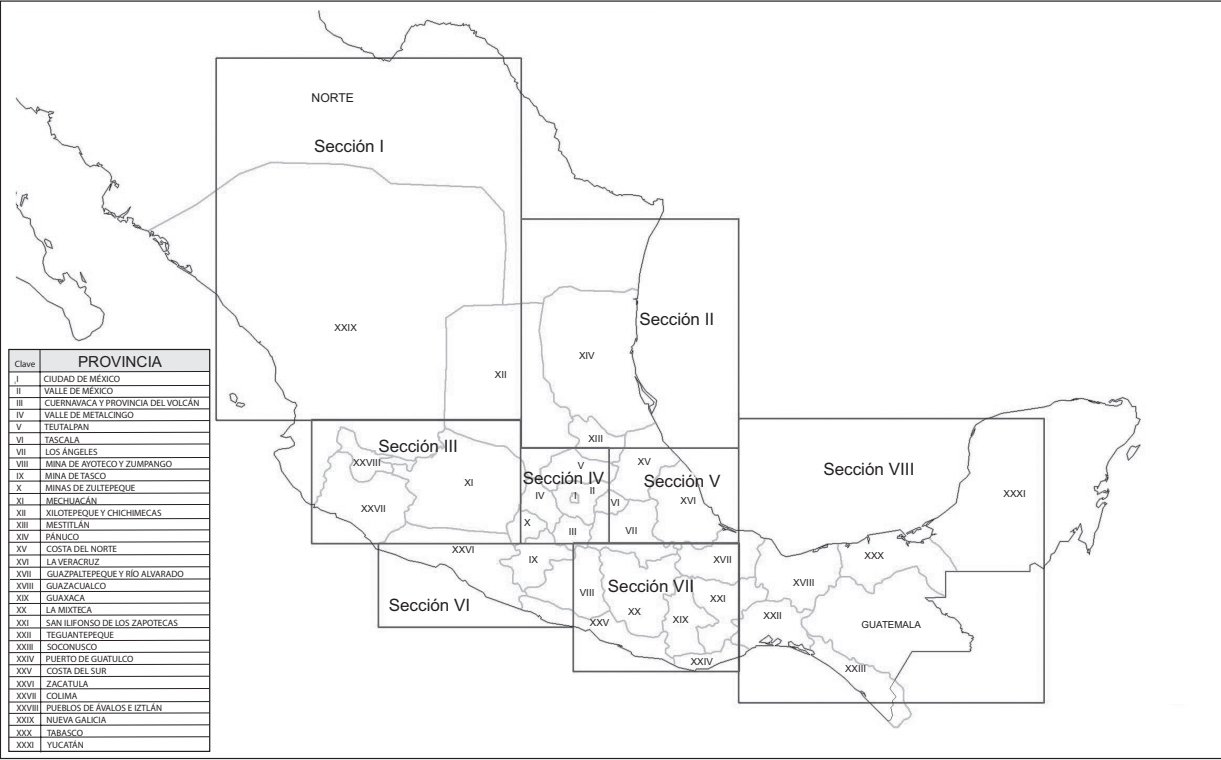 NORTE
Sección I
XXIX
XII
Sección II
XIV
XIII
Sección III
XXVIII
XI
XXVII
Sección IV
V
IV
I
II
X
III
Sección V
XV
XVI
VI
VII
Sección VI
XXVI
IX
Sección VII
VIII
XVII
XX
XXI
XIX
XXV
XXIV
Sección VIII
XXXI
XXX
XVIII
XXII
GUATEMALA
XXIII
Clave PROVINCIA
I CIUDAD DE MÉXICO
II VALLE DE MÉXICO
III CUERNAVACA Y PROVINCIA DEL VOLCÁN
IV VALLE DE METALCINGO
V TEUTALPAN
VI TASCALA
VII LOS ÁNGELES
VIII MINA DE AYOTECO Y ZUMPANGO
IX MINA DE TASCO
X MINAS DE ZULTEPEQUE
XI MECHUACÁN
XII XILOTEPEQUE Y CHICHIMECAS
XIII MESTITLÁN
XIV PÁNUCO
XV COSTA DEL NORTE
XVI LA VERACRUZ
XVII GUAZPALTEPEQUE Y RÍO ALVARADO
XVIII GUAZACUALCO
XIX GUAXACA
XX LA MIXTECA
XXI SAN ILIFONSO DE LOS ZAPOTECAS
XXII TEGUANTEPEQUE
XXIII SOCONUSCO
XXIV PUERTO DE GUATULCO
XXV COSTA DEL SUR
XXVI ZACATULA
XXVII COLIMA
XXVIII PUEBLOS DE ÁVALOS E IZTLÁN
XXIX NUEVA GALICIA
XXX TABASCO
XXXI YUCATÁN